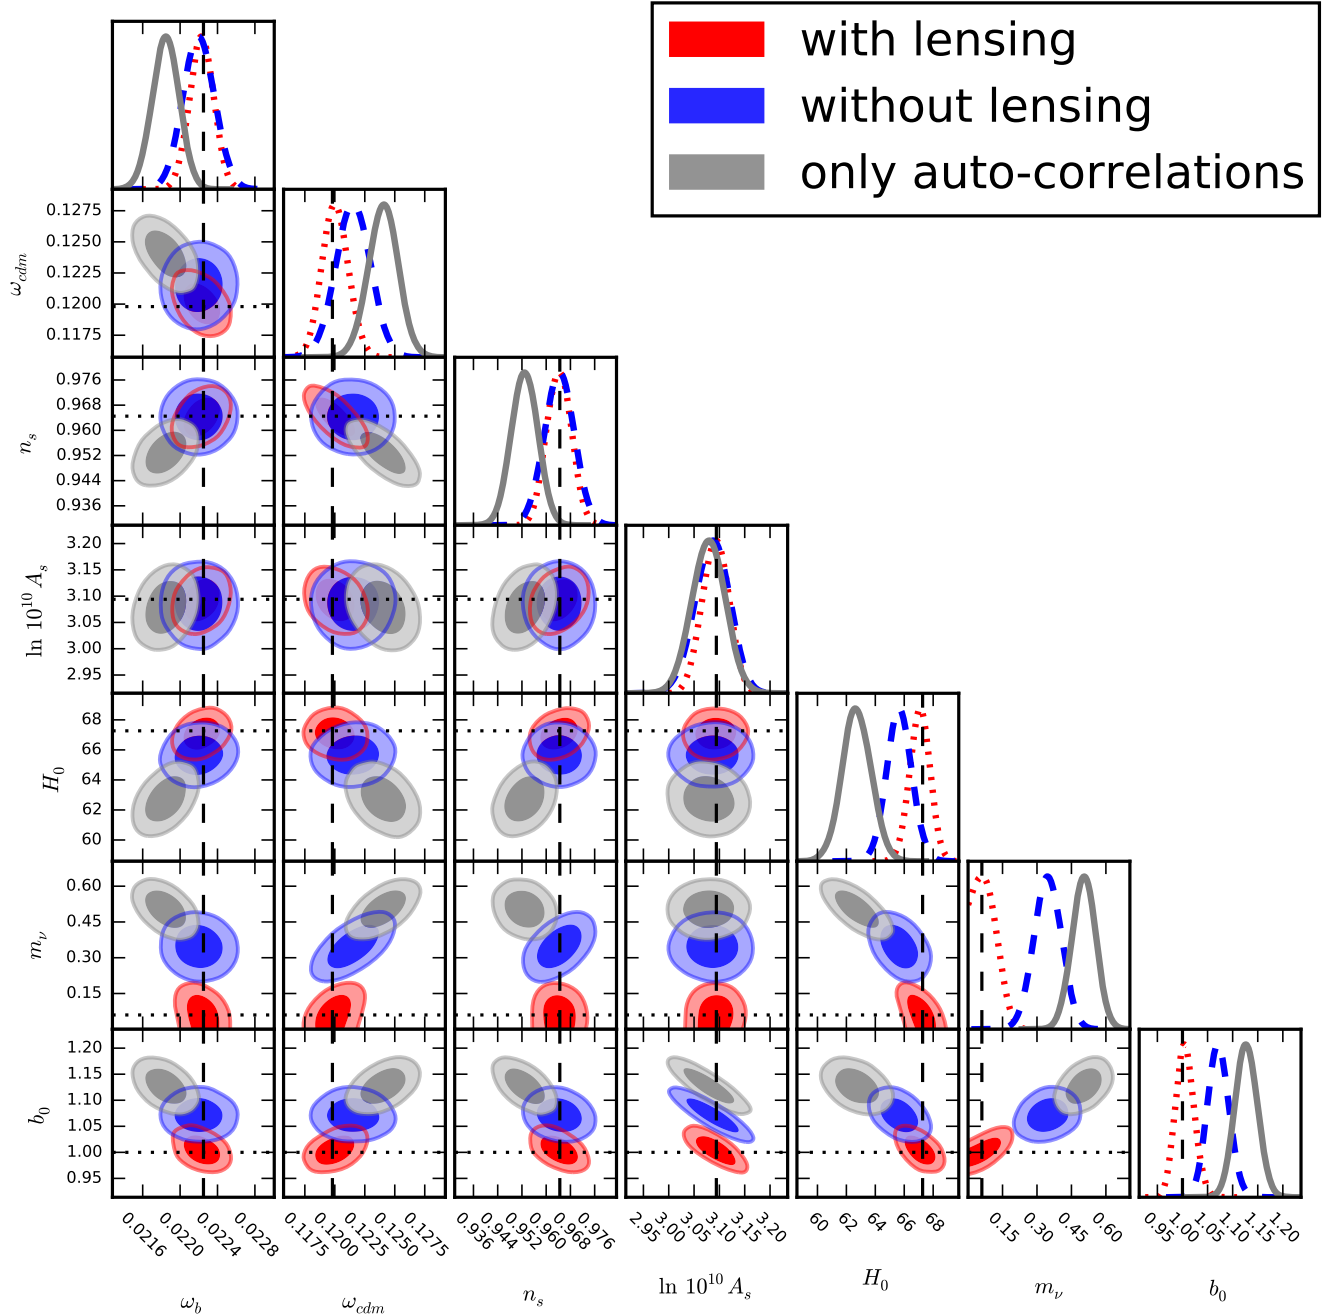 with lensing
without lensing
only auto-correlations
0.1275
0.1250
0.1225
0.1200
0.1175
ω_cdm
0.976
0.968
0.960
0.952
0.944
0.936
n_s
3.20
3.15
3.10
3.05
3.00
2.95
ln 10^10 A_s
68
66
64
62
60
H_0
0.60
0.45
0.30
0.15
m_ν
1.20
1.15
1.10
1.05
1.00
0.95
b_0
0.0216 0.0220 0.0224 0.0228
0.1175 0.1200 0.1225 0.1250 0.1275
0.936 0.944 0.952 0.960 0.968 0.976
2.95 3.00 3.05 3.10 3.15 3.20
60 62 64 66 68
0.15 0.30 0.45 0.60
0.95 1.00 1.05 1.10 1.15 1.20
ω_b ω_cdm n_s ln 10^10 A_s H_0 m_ν b_0